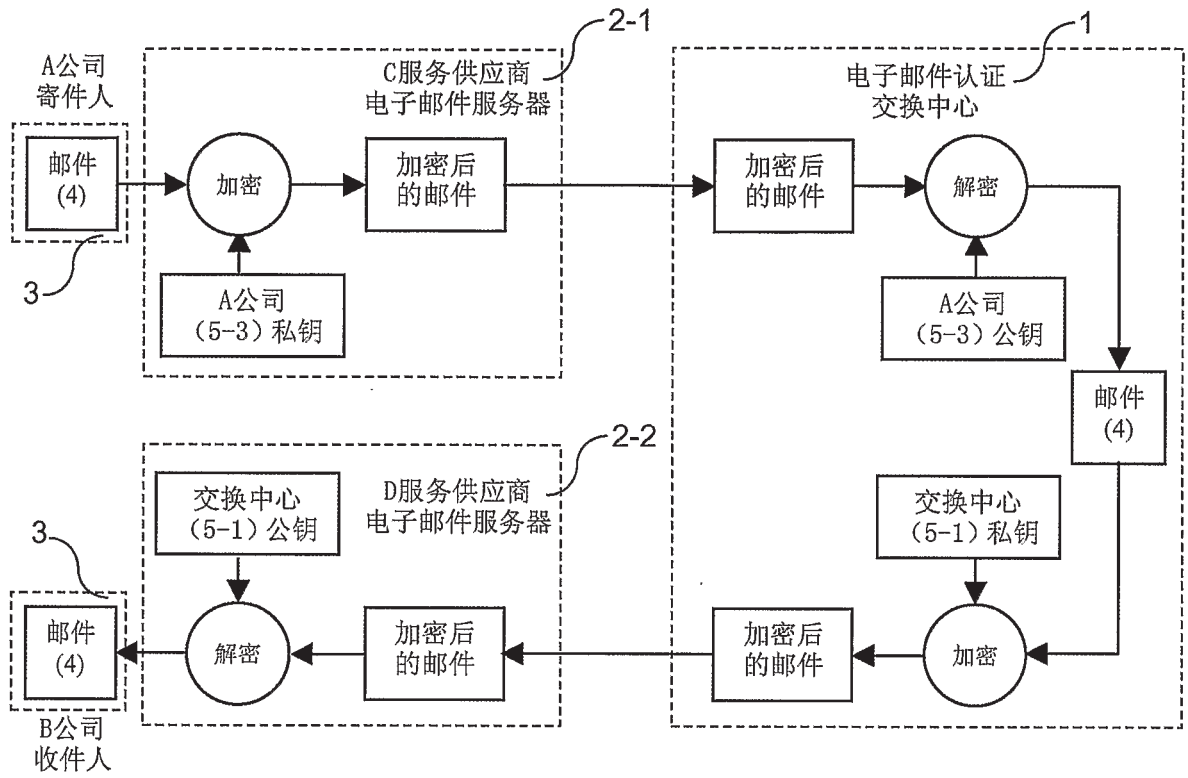 2-1
1
A公司
寄件人
C服务供应商
电子邮件服务器
电子邮件认证
交换中心
邮件
(4)
加密
加密后
的邮件
加密后
的邮件
解密
3
A公司
(5-3)私钥
A公司
(5-3)公钥
邮件
(4)
2-2
交换中心
(5-1)公钥
D服务供应商
电子邮件服务器
交换中心
(5-1)私钥
3
邮件
(4)
解密
加密后
的邮件
加密后
的邮件
加密
B公司
收件人